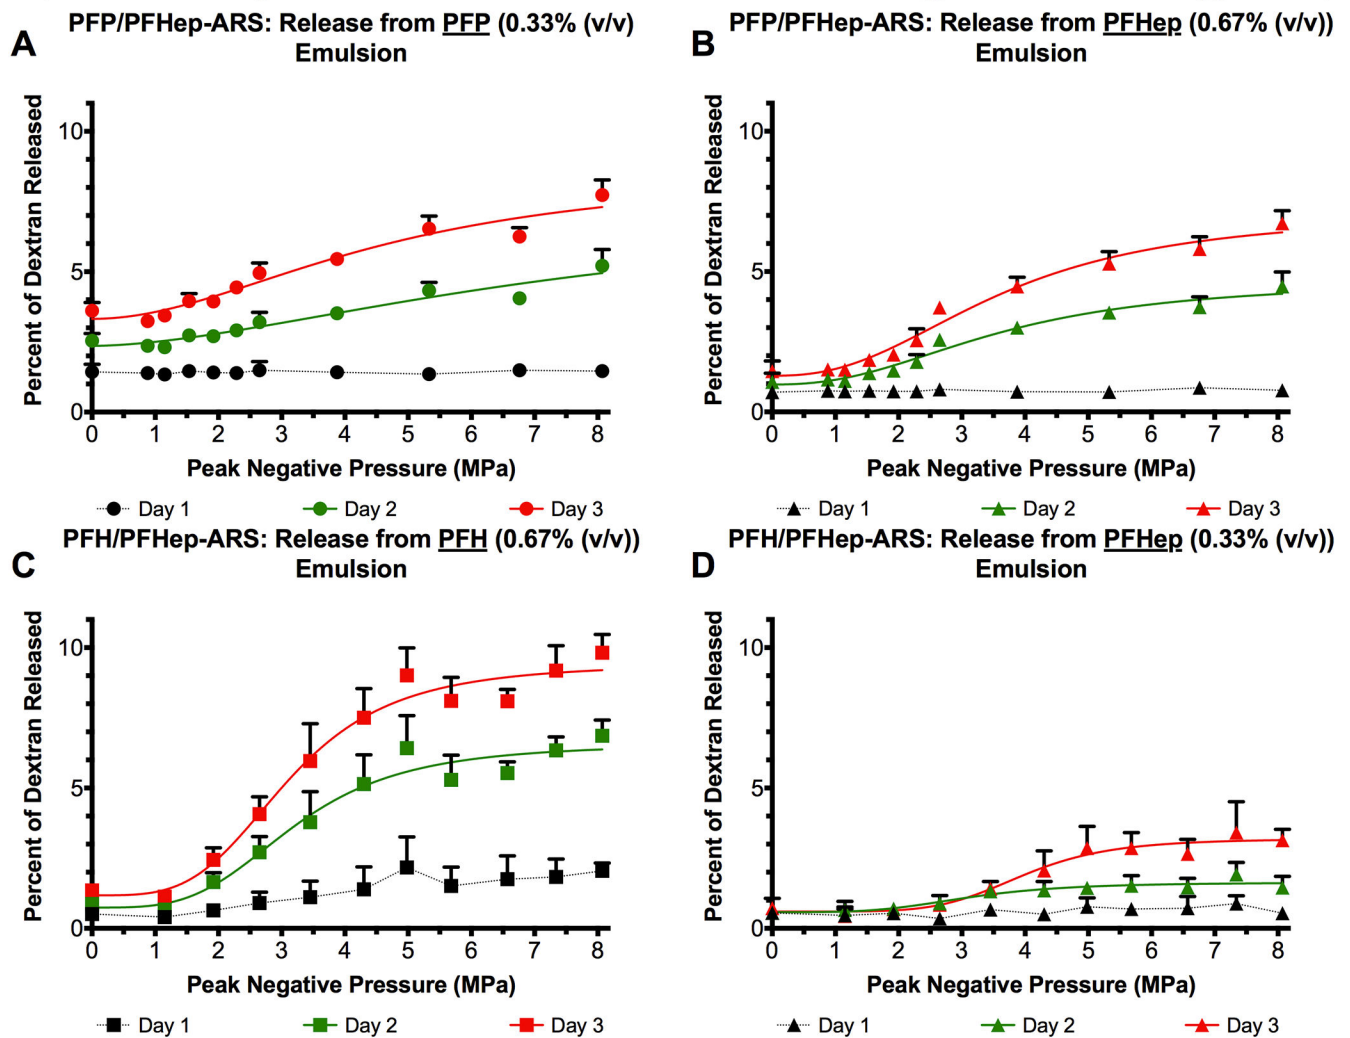 A
PFP/PFHep-ARS: Release from PFP (0.33% (v/v)
Emulsion
Percent of Dextran Released
10
5
0
0 1 2 3 4 5 6 7 8
Peak Negative Pressure (MPa)
Day 1 Day 2 Day 3
B
PFP/PFHep-ARS: Release from PFHep (0.67% (v/v))
Emulsion
Percent of Dextran Released
10
5
0
0 1 2 3 4 5 6 7 8
Peak Negative Pressure (MPa)
Day 1 Day 2 Day 3
C
PFH/PFHep-ARS: Release from PFH (0.67% (v/v))
Emulsion
Percent of Dextran Released
10
5
0
0 1 2 3 4 5 6 7 8
Peak Negative Pressure (MPa)
Day 1 Day 2 Day 3
D
PFH/PFHep-ARS: Release from PFHep (0.33% (v/v))
Emulsion
Percent of Dextran Released
10
5
0
0 1 2 3 4 5 6 7 8
Peak Negative Pressure (MPa)
Day 1 Day 2 Day 3